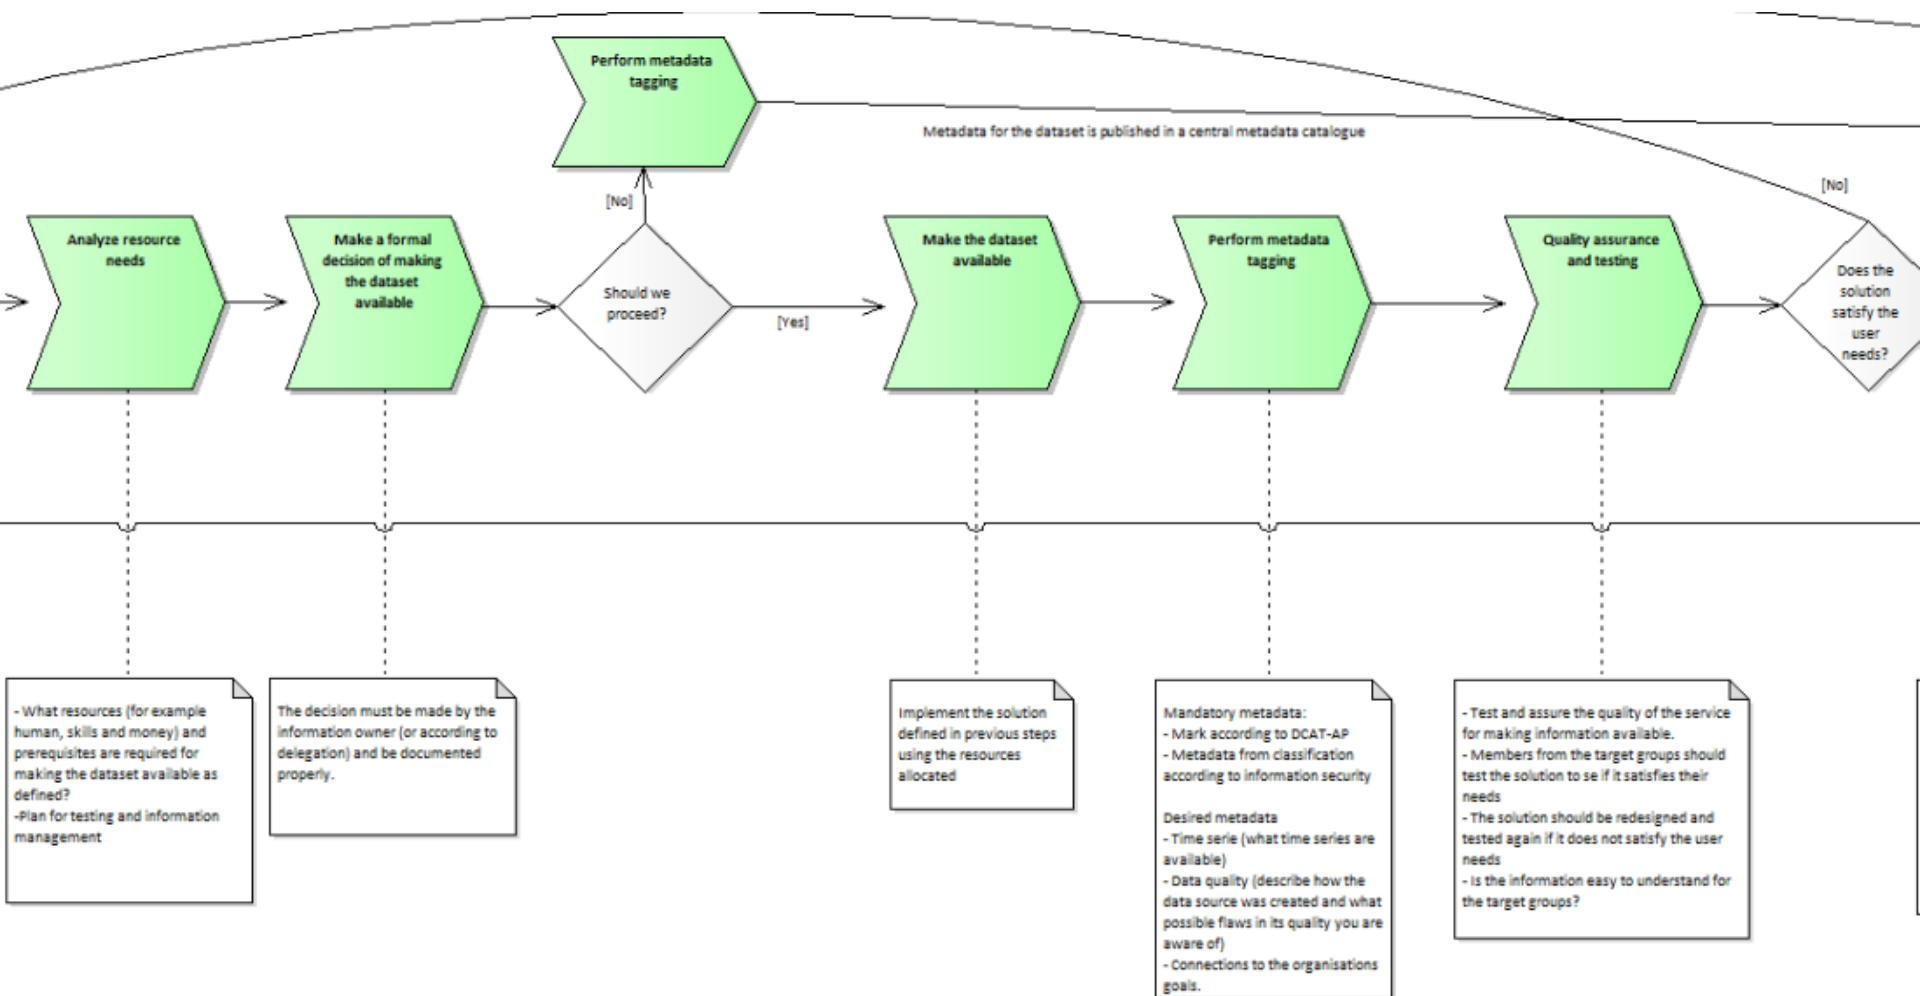 Perform metadata
tagging
Metadata for the dataset is published in a central metadata catalogue
[No]
[No]
Analyze resource
needs
Make a formal
decision of making
the dataset
available
Should we
proceed?
[Yes]
Make the dataset
available
Perform metadata
tagging
Quality assurance
and testing
Does the
solution
satisfy the
user
needs?
- What resources (for example
human, skills and money) and
prerequisites are required for
making the dataset available as
defined?
-Plan for testing and information
management
The decision must be made by the
information owner (or according to
delegation) and be documented
properly.
Implement the solution
defined in previous steps
using the resources
allocated
Mandatory metadata:
- Mark according to DCAT-AP
- Metadata from classification
according to information security
Desired metadata
- Time serie (what time series are
available)
- Data quality (describe how the
data source was created and what
possible flaws in its quality you are
aware of)
- Connections to the organisations
goals.
- Test and assure the quality of the service
for making information available.
- Members from the target groups should
test the solution to se if it satisfies their
needs
- The solution should be redesigned and
tested again if it does not satisfy the user
needs
- Is the information easy to understand for
the target groups?